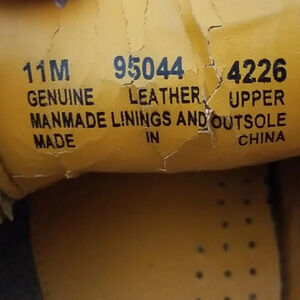 11M 95044 4226
GENUINE LEATHER UPPER
MANMADE LININGS AND OUTSOLE
MADE IN CHINA